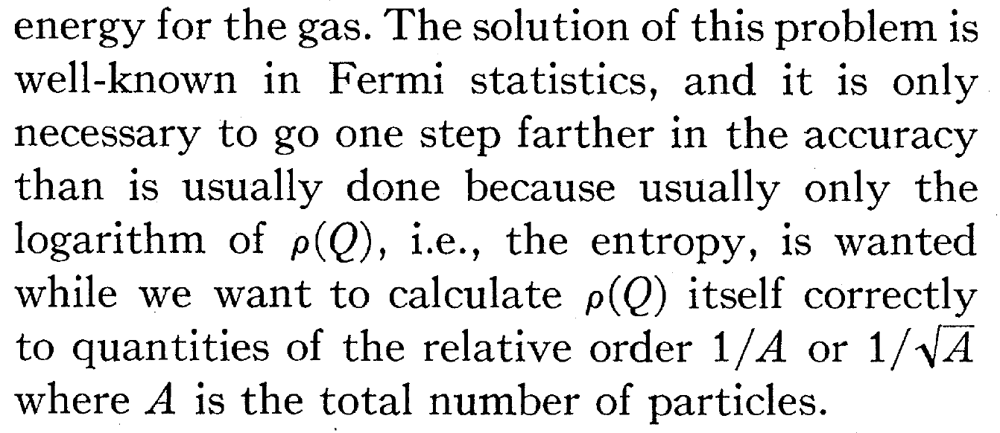 energy for the gas. The solution of this problem is
well-known in Fermi statistics, and it is only
necessary to go one step farther in the accuracy
than is usually done because usually only the
logarithm of ρ(Q), i.e., the entropy, is wanted
while we want to calculate ρ(Q) itself correctly
to quantities of the relative order 1/A or 1/√A
where A is the total number of particles.